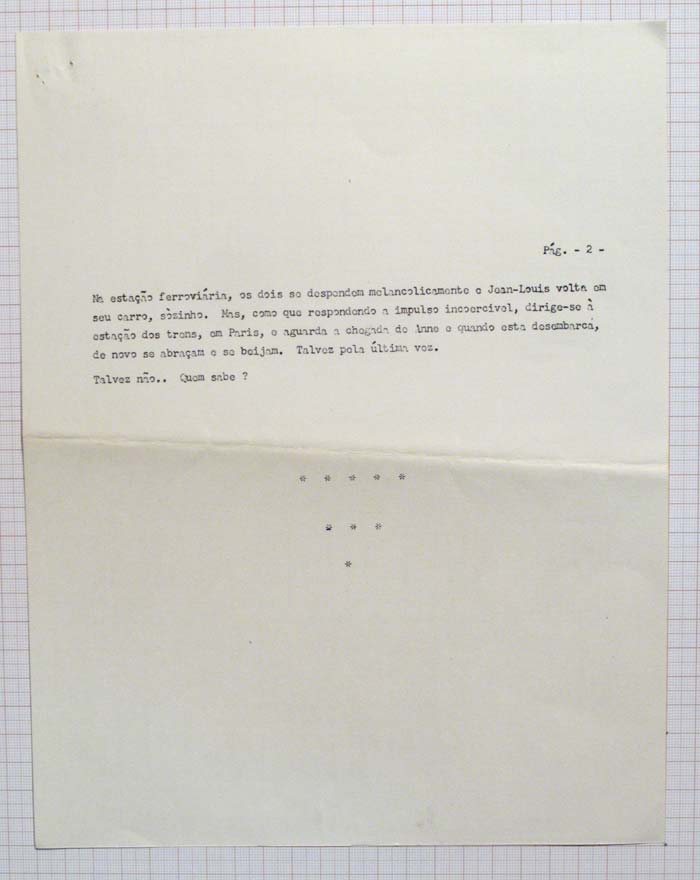 Pág. - 2 -
Na estação ferroviária, os dois se despendem melancolicamente e Jean-Louis volta em
seu carro, sòzinho. Mas, como que respondendo a impulso incoercivel, dirige-se à
estação dos trens, em Paris, e aguarda a chegada de Anne e quando esta desembarca,
de novo se abraçam e se beijam. Talvez pela última vez.
Talvez não.. Quem sabe ?
* * * * *
* * *
*